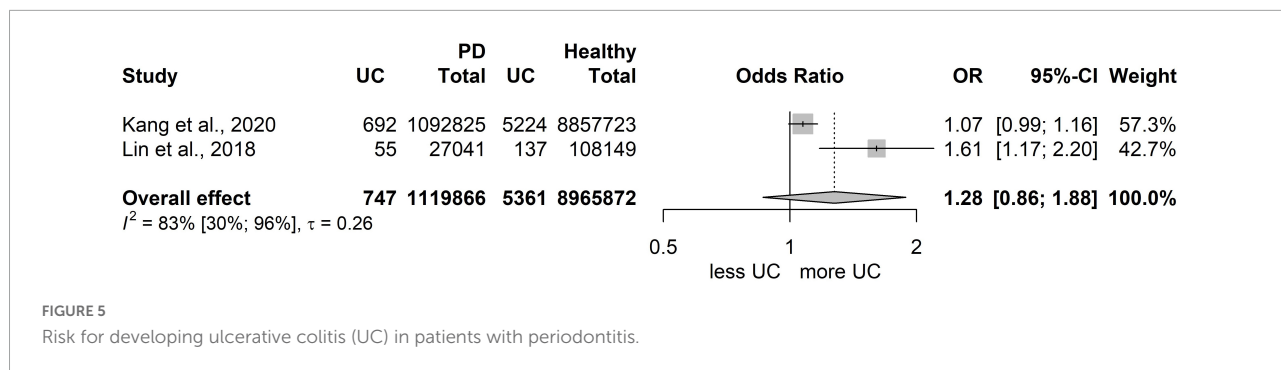 PD Healthy
Study UC Total UC Total Odds Ratio OR 95%-CI Weight
Kang et al., 2020 692 1092825 5224 8857723 1.07 [0.99; 1.16] 57.3%
Lin et al., 2018 55 27041 137 108149 1.61 [1.17; 2.20] 42.7%
Overall effect 747 1119866 5361 8965872 1.28 [0.86; 1.88] 100.0%
I² = 83% [30%; 96%], τ = 0.26
0.5 1 2
less UC more UC
FIGURE 5
Risk for developing ulcerative colitis (UC) in patients with periodontitis.